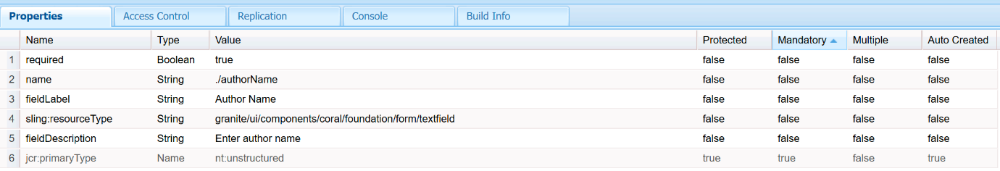 Properties Access Control Replication Console Build Info
Name Type Value Protected Mandatory Multiple Auto Created
1 required Boolean true false false false false
2 name String ./authorName false false false false
3 fieldLabel String Author Name false false false false
4 sling:resourceType String granite/ui/components/coral/foundation/form/textfield false false false false
5 fieldDescription String Enter author name false false false false
6 jcr:primaryType Name nt:unstructured true true false true